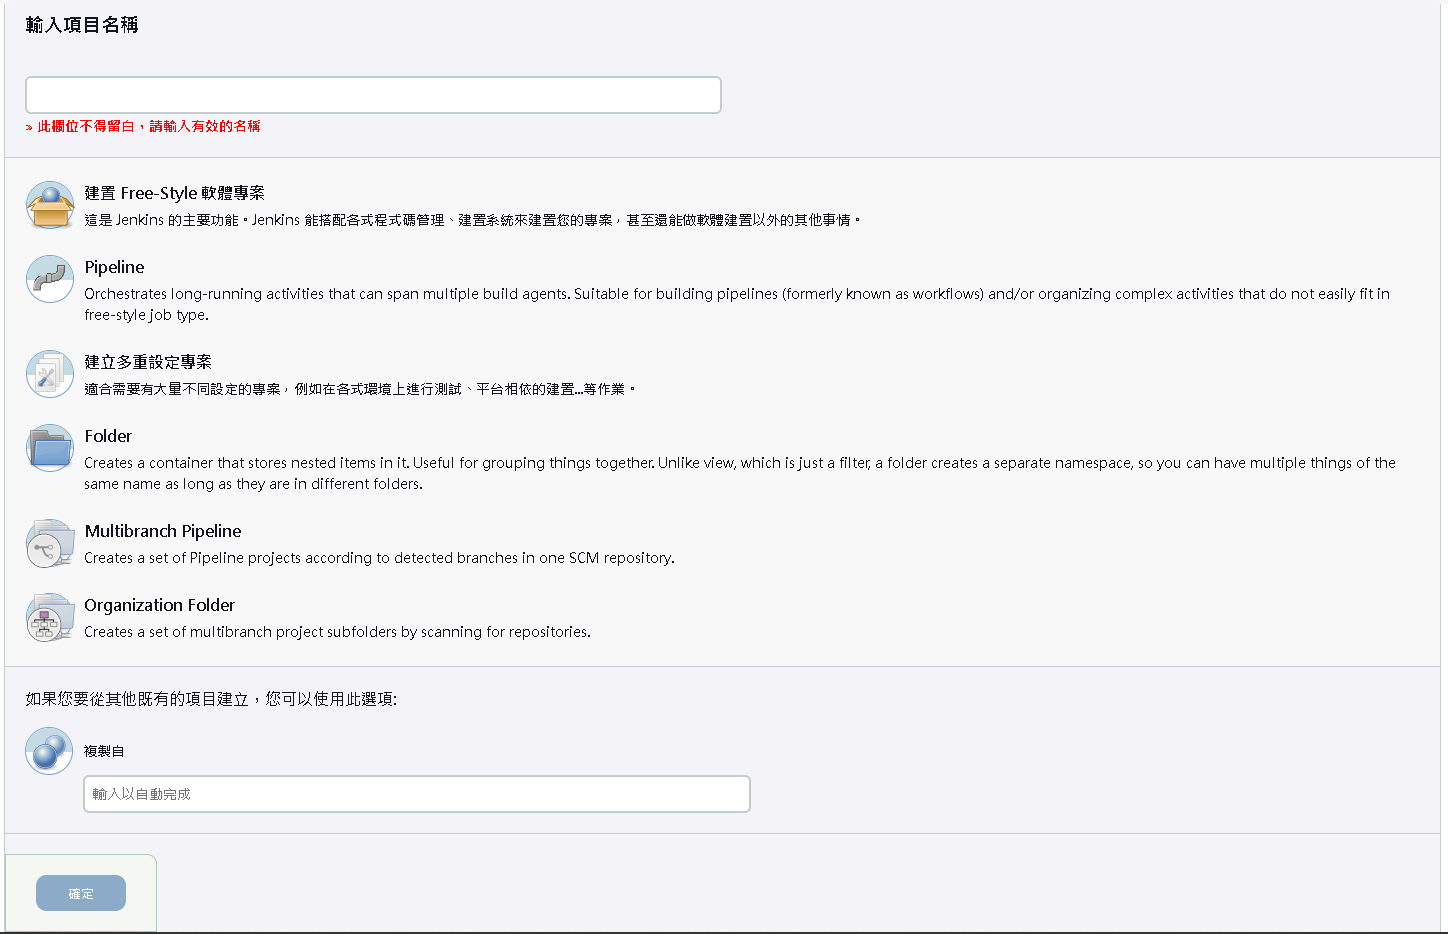 輸入項目名稱
» 此欄位不得留白，請輸入有效的名稱
建置 Free-Style 軟體專案
這是 Jenkins 的主要功能。Jenkins 能搭配各式程式碼管理、建置系統來建置您的專案，甚至還能做軟體建置以外的其他事情。
Pipeline
Orchestrates long-running activities that can span multiple build agents. Suitable for building pipelines (formerly known as workflows) and/or organizing complex activities that do not easily fit in
free-style job type.
建立多重設定專案
適合需要有大量不同設定的專案，例如在各式環境上進行測試、平台相依的建置...等作業。
Folder
Creates a container that stores nested items in it. Useful for grouping things together. Unlike view, which is just a filter, a folder creates a separate namespace, so you can have multiple things of the
same name as long as they are in different folders.
Multibranch Pipeline
Creates a set of Pipeline projects according to detected branches in one SCM repository.
Organization Folder
Creates a set of multibranch project subfolders by scanning for repositories.
如果您要從其他既有的項目建立，您可以使用此選項:
複製自
輸入以自動完成
確定